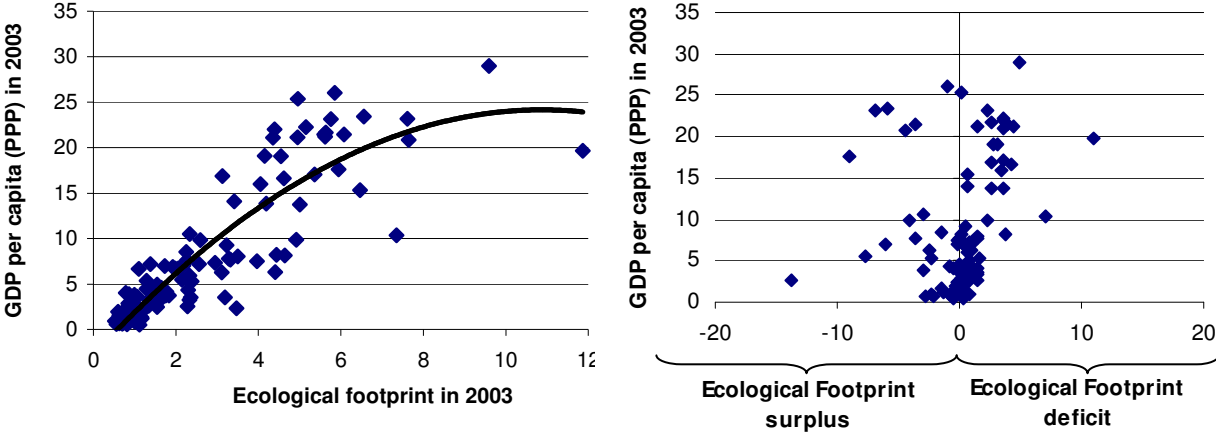 GDP per capita (PPP) in 2003
35
30
25
20
15
10
5
0
0 2 4 6 8 10 12
Ecological footprint in 2003
GDP per capita (PPP) in 2003
35
30
25
20
15
10
5
0
-20 -10 0 10 20
Ecological Footprint
surplus
Ecological Footprint
deficit